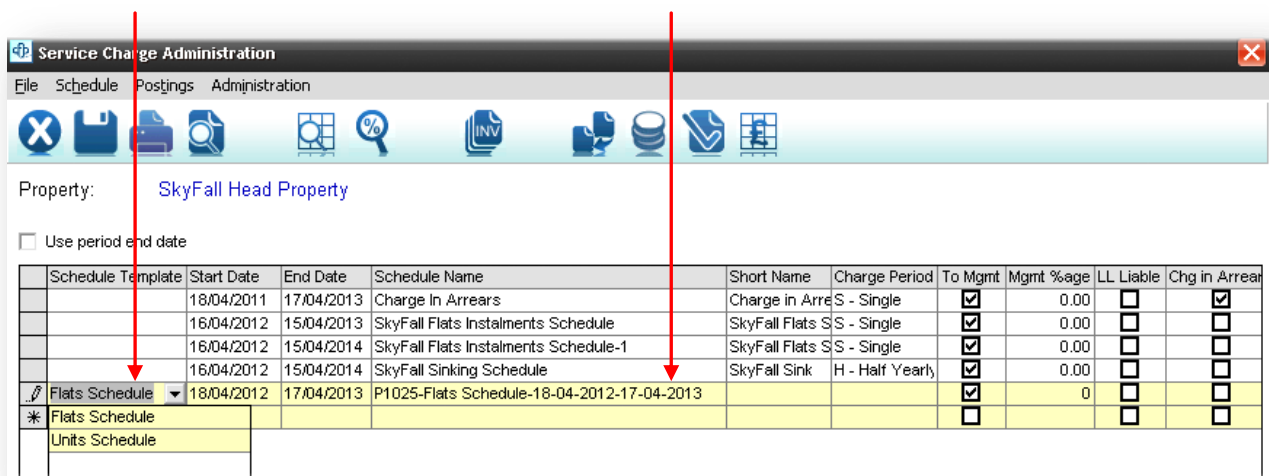 Service Charge Administration
File Schedule Postings Administration
% INV £
Property: SkyFall Head Property
Use period end date
Schedule Template Start Date End Date Schedule Name Short Name Charge Period To Mgmt Mgmt %age LL Liable Chg in Arrear
18/04/2011 17/04/2013 Charge In Arrears Charge in Arre S - Single 0.00
16/04/2012 15/04/2013 SkyFall Flats Instalments Schedule SkyFall Flats S S - Single 0.00
16/04/2012 15/04/2014 SkyFall Flats Instalments Schedule-1 SkyFall Flats S S - Single 0.00
16/04/2012 15/04/2014 SkyFall Sinking Schedule SkyFall Sink H - Half Yearly 0.00
Flats Schedule 18/04/2012 17/04/2013 P1025-Flats Schedule-18-04-2012-17-04-2013 0
Flats Schedule
Units Schedule